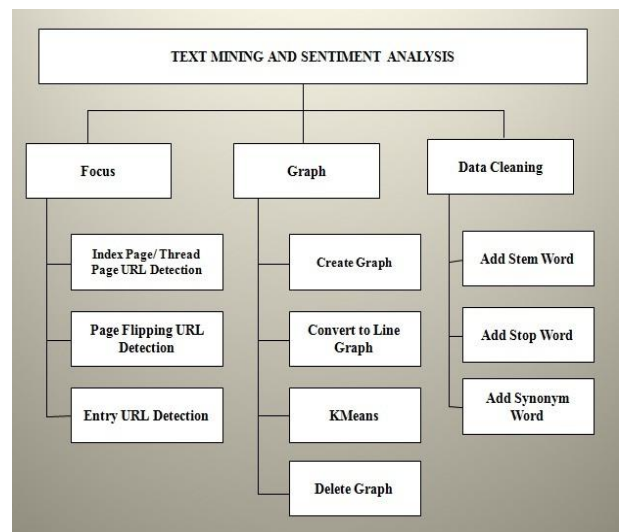 TEXT MINING AND SENTIMENT ANALYSIS
Focus
Index Page/ Thread
Page URL Detection
Page Flipping URL
Detection
Entry URL Detection
Graph
Create Graph
Convert to Line
Graph
KMeans
Delete Graph
Data Cleaning
Add Stem Word
Add Stop Word
Add Synonym
Word